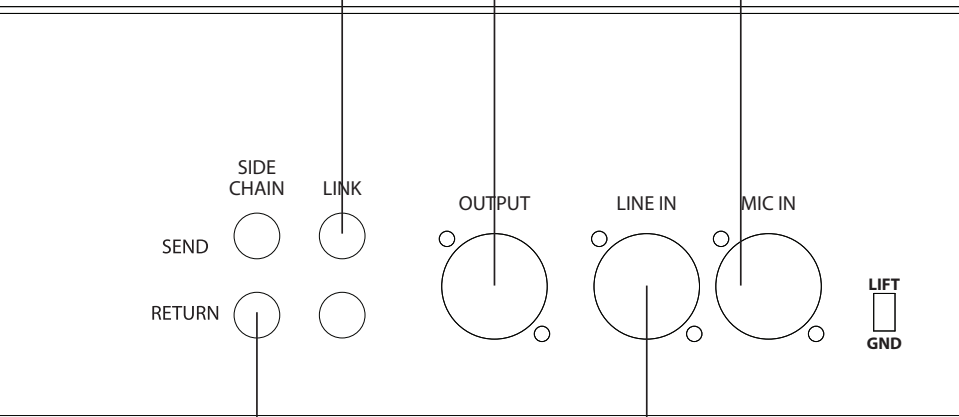 SIDE
CHAIN
LINK
OUTPUT
LINE IN
MIC IN
SEND
LIFT
RETURN
GND